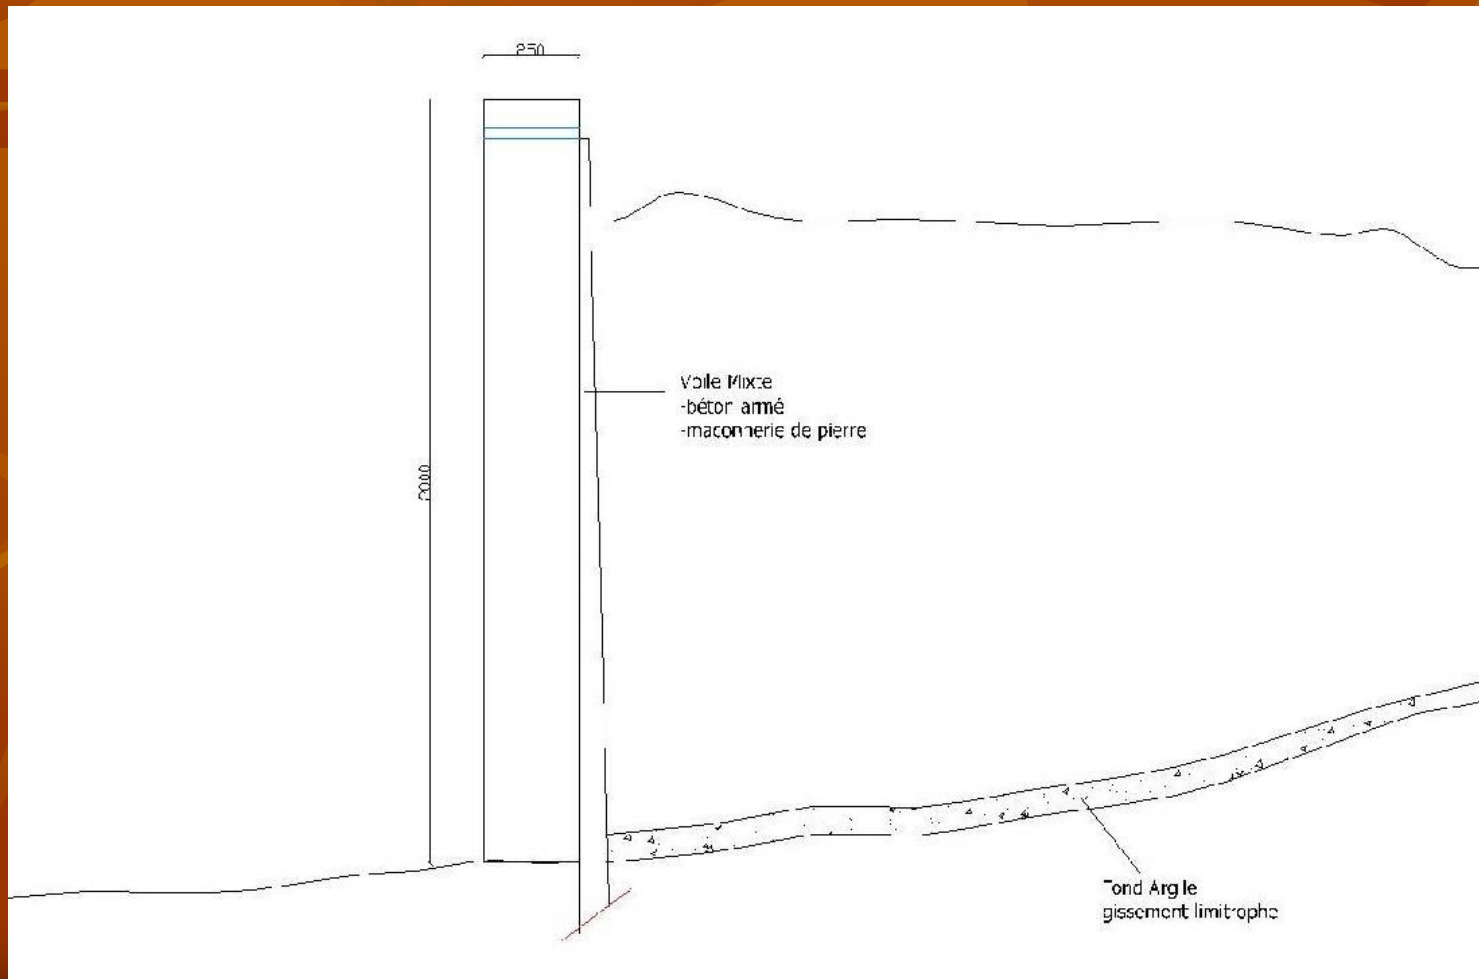 250
2000
Voile Mixte
-béton armé
-maconnerie de pierre
Fond Argile
gissement limitrophe